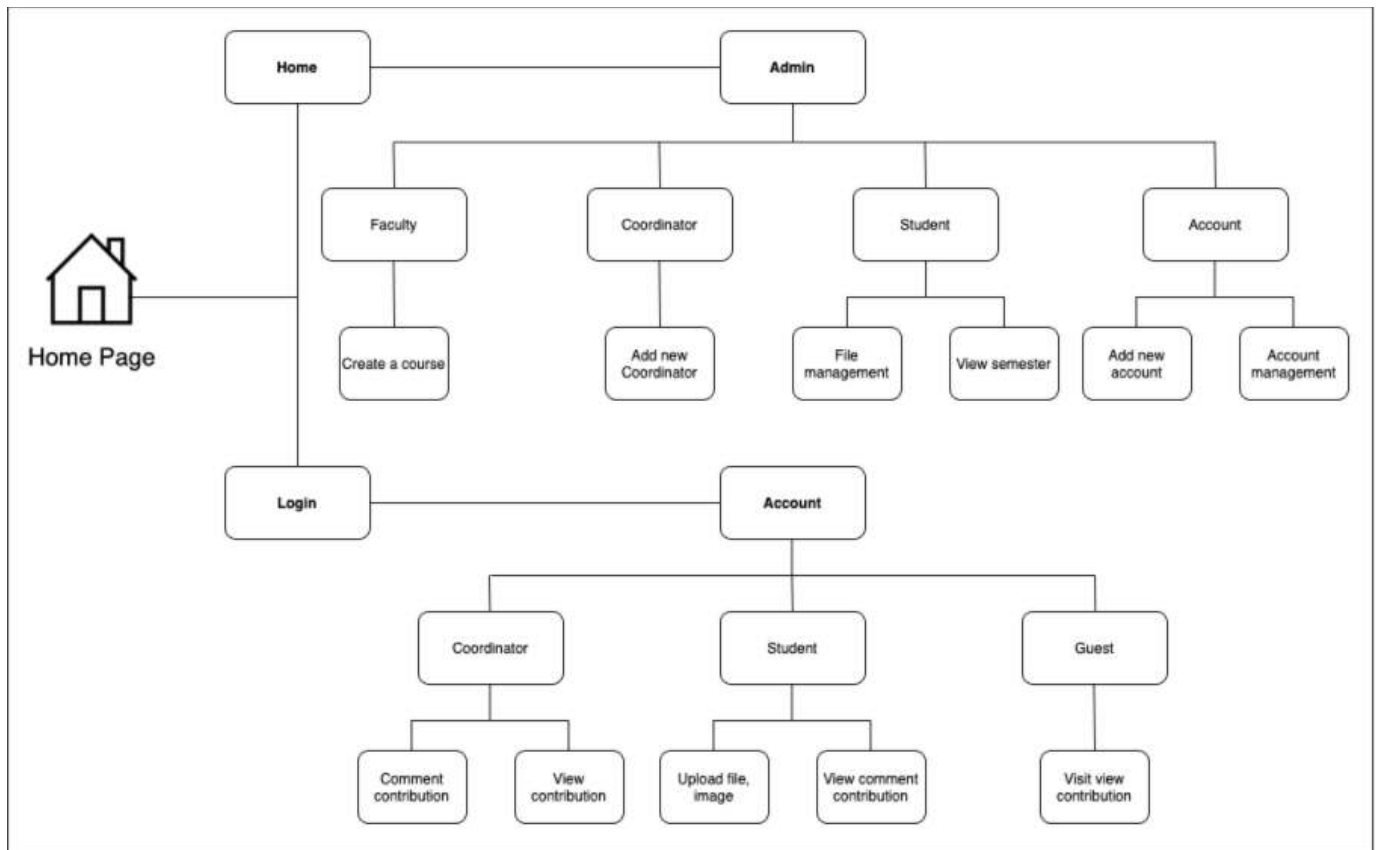 Home
Admin
Faculty
Coordinator
Student
Account
Home Page
Create a course
Add new
Coordinator
File
management
View semester
Add new
account
Account
management
Login
Account
Coordinator
Student
Guest
Comment
contribution
View
contribution
Upload file,
image
View comment
contribution
Visit view
contribution